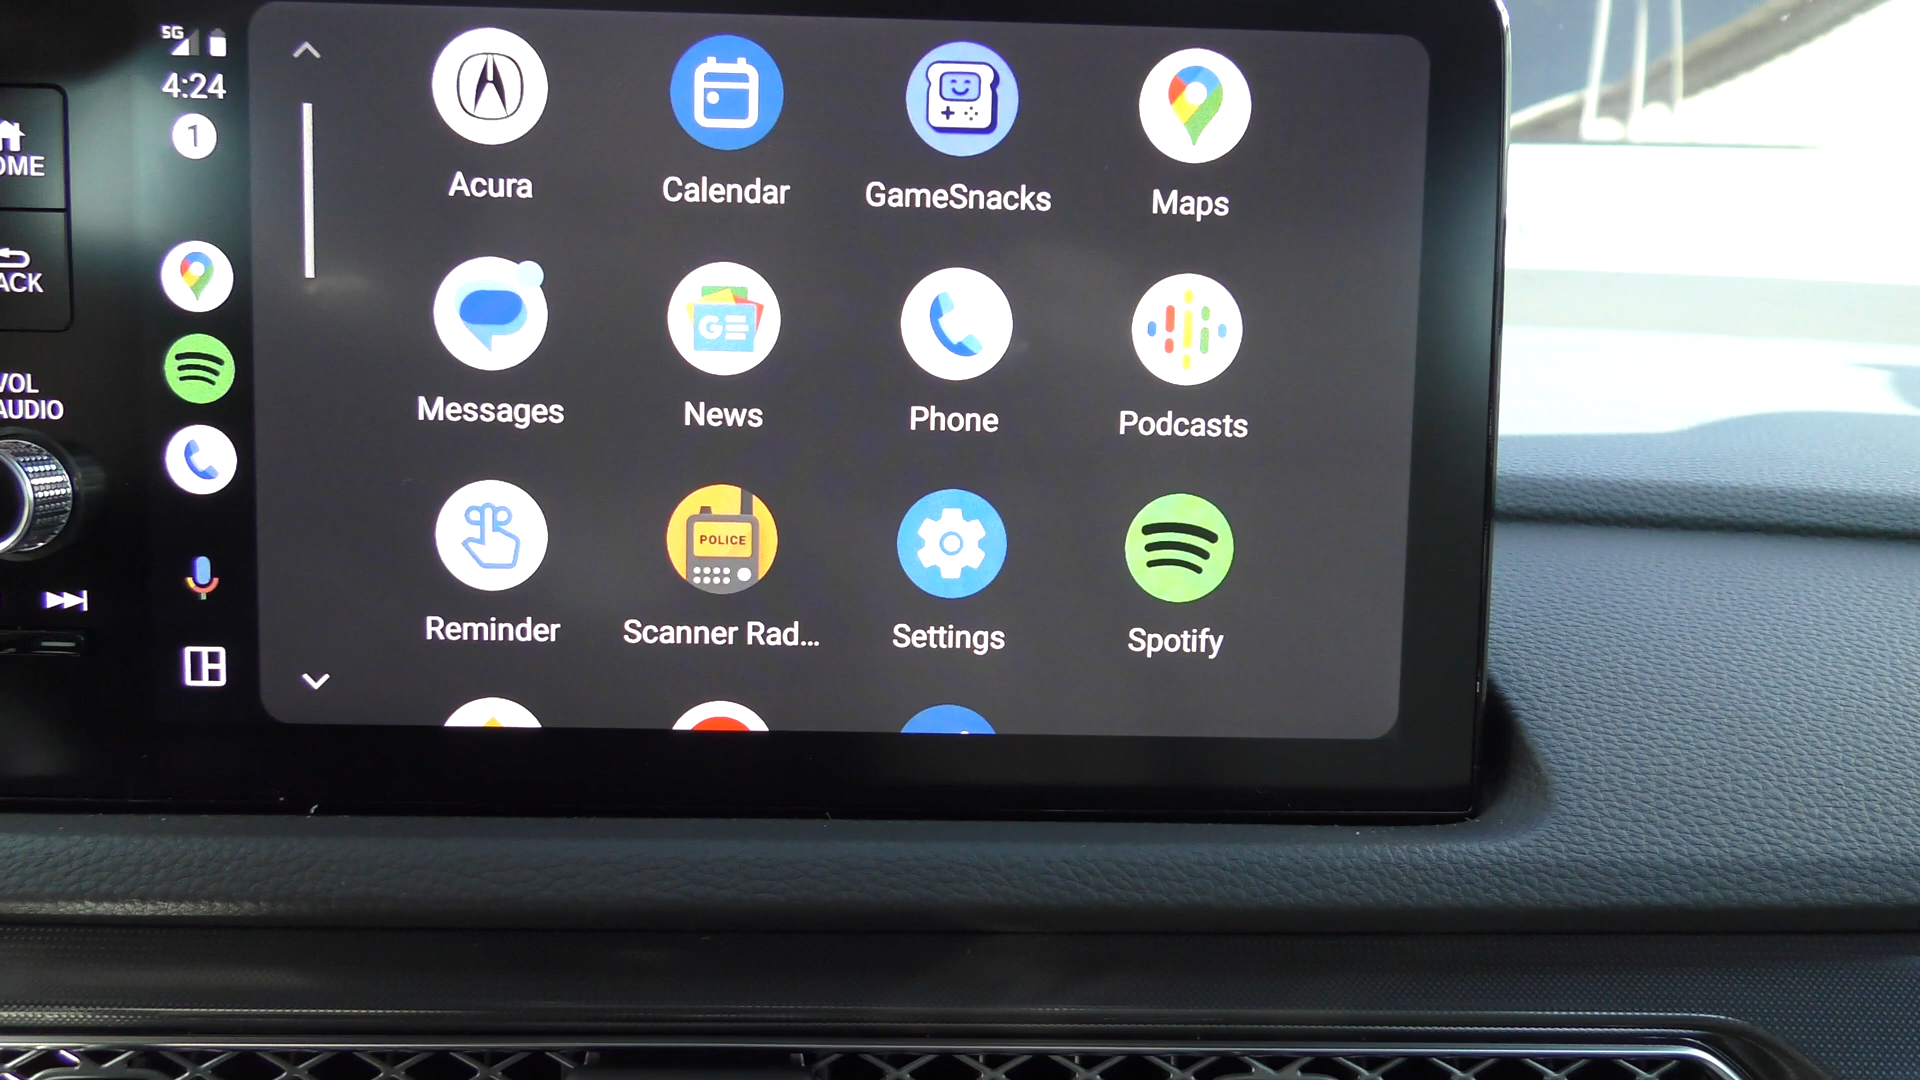 5G
4:24
1
OME
ACK
VOL
AUDIO
Acura
Calendar
GameSnacks
Maps
Messages
G
News
Phone
Podcasts
Reminder
POLICE
Scanner Rad...
Settings
Spotify